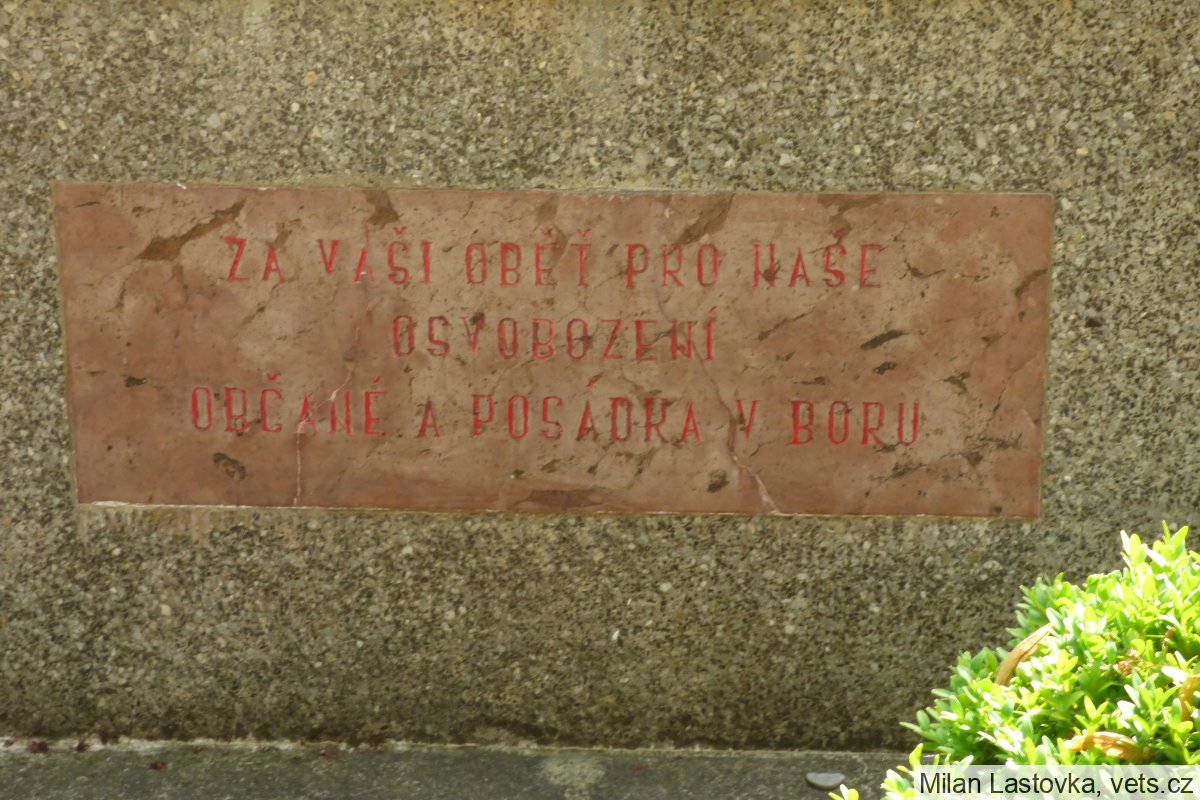 ZA VAŠI OBĚŤ PRO NAŠE
OSVOBOZENÍ
OBČANÉ A POSÁDKA V BORU
Milan Lastovka, vets.cz